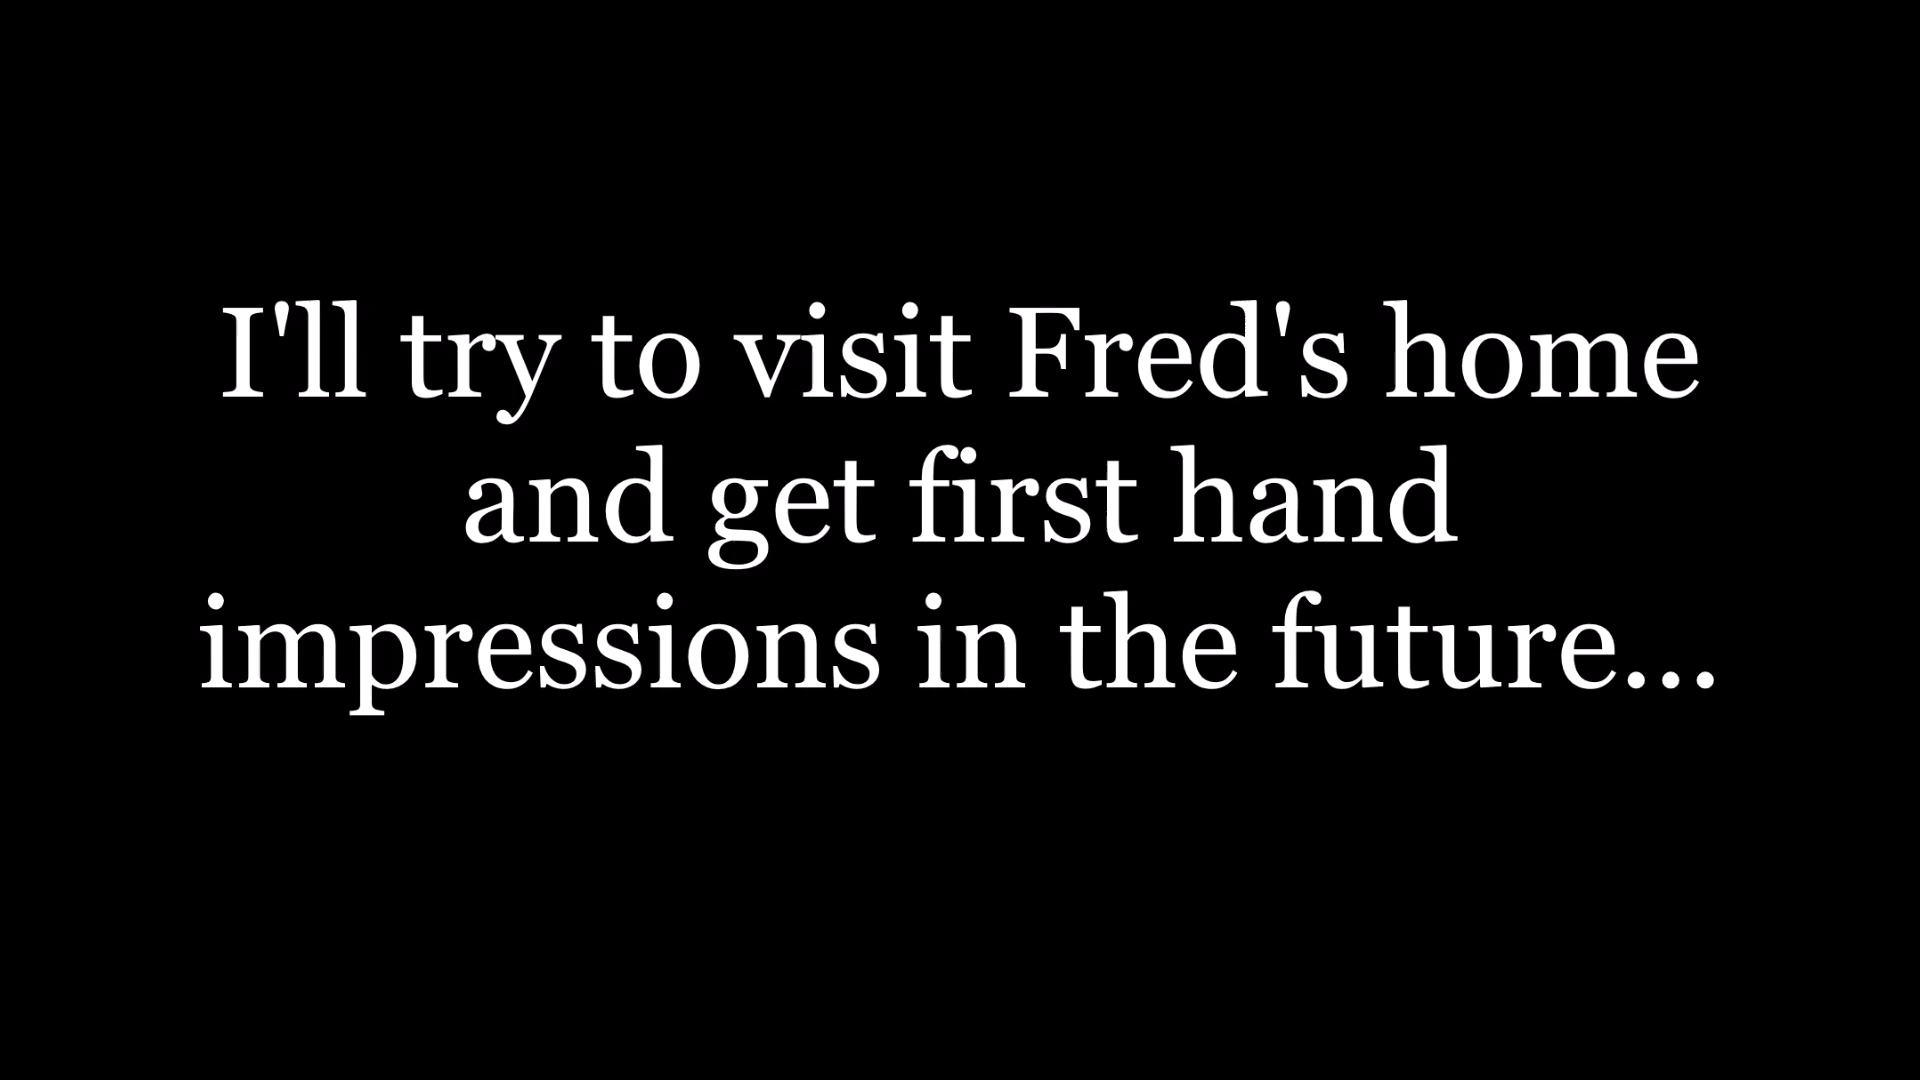 I'll try to visit Fred's home
and get first hand
impressions in the future...